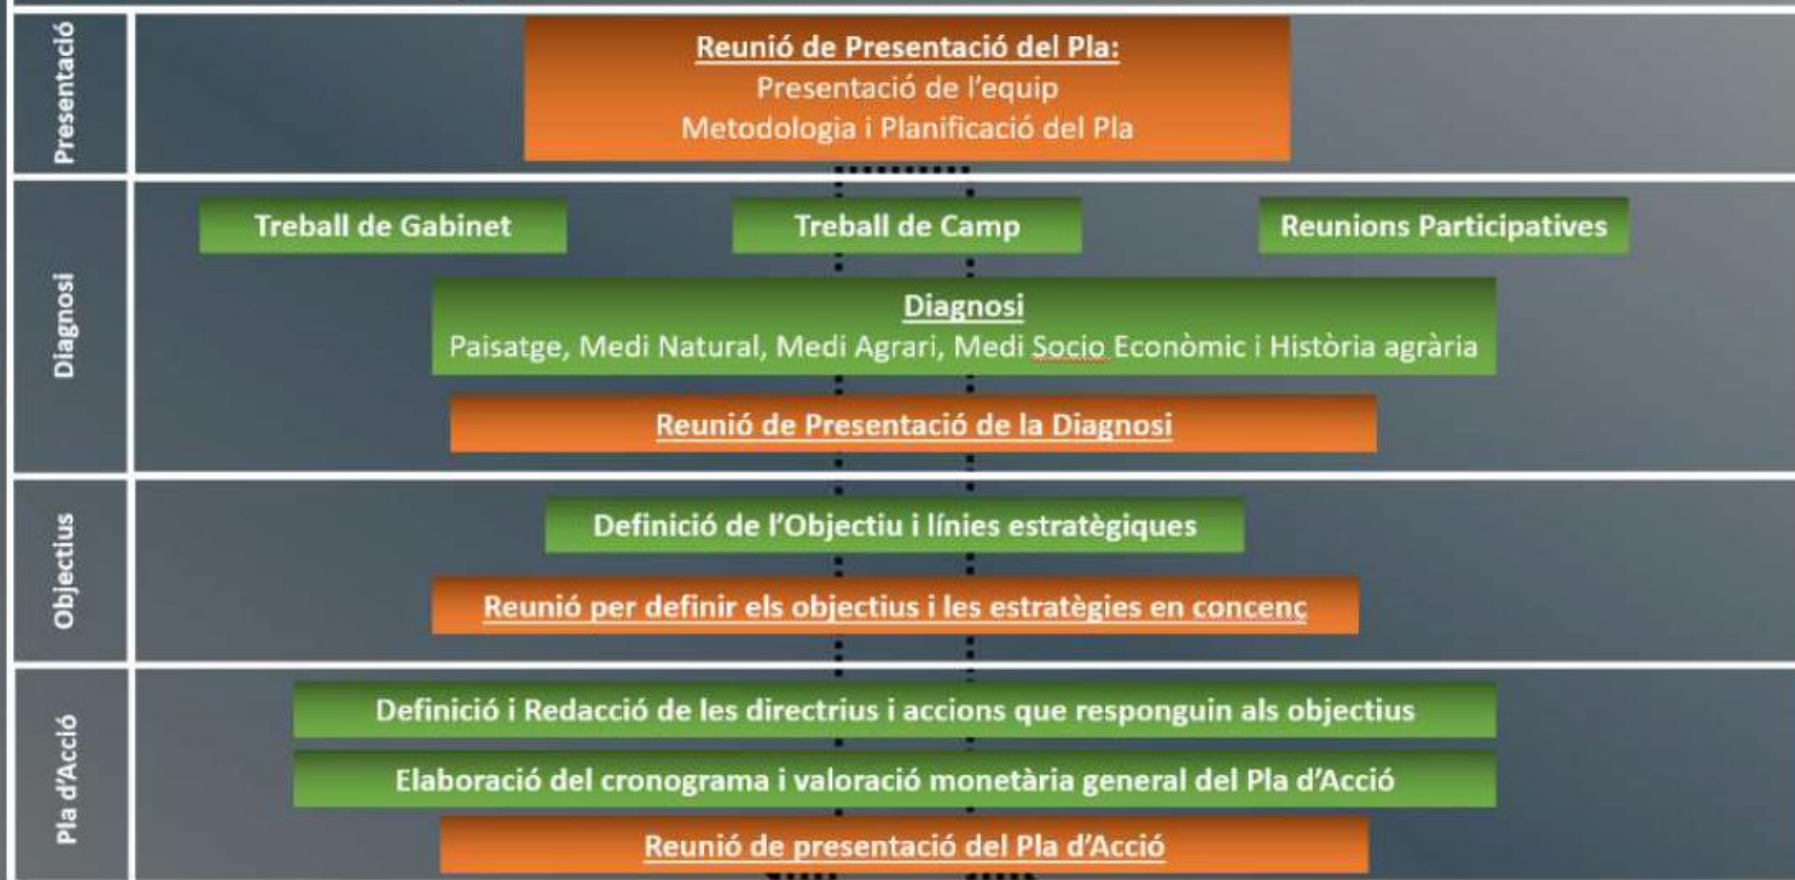 Presentació
Reunió de Presentació del Pla:
Presentació de l'equip
Metodologia i Planificació del Pla
Diagnosi
Treball de Gabinet
Treball de Camp
Reunions Participatives
Diagnosi
Paisatge, Medi Natural, Medi Agrari, Medi Socio Econòmic i Història agrària
Reunió de Presentació de la Diagnosi
Objectius
Definició de l'Objectiu i línies estratègiques
Reunió per definir els objectius i les estratègies en concenç
Pla d'Acció
Definició i Redacció de les directrius i accions que responguin als objectius
Elaboració del cronograma i valoració monetària general del Pla d'Acció
Reunió de presentació del Pla d'Acció